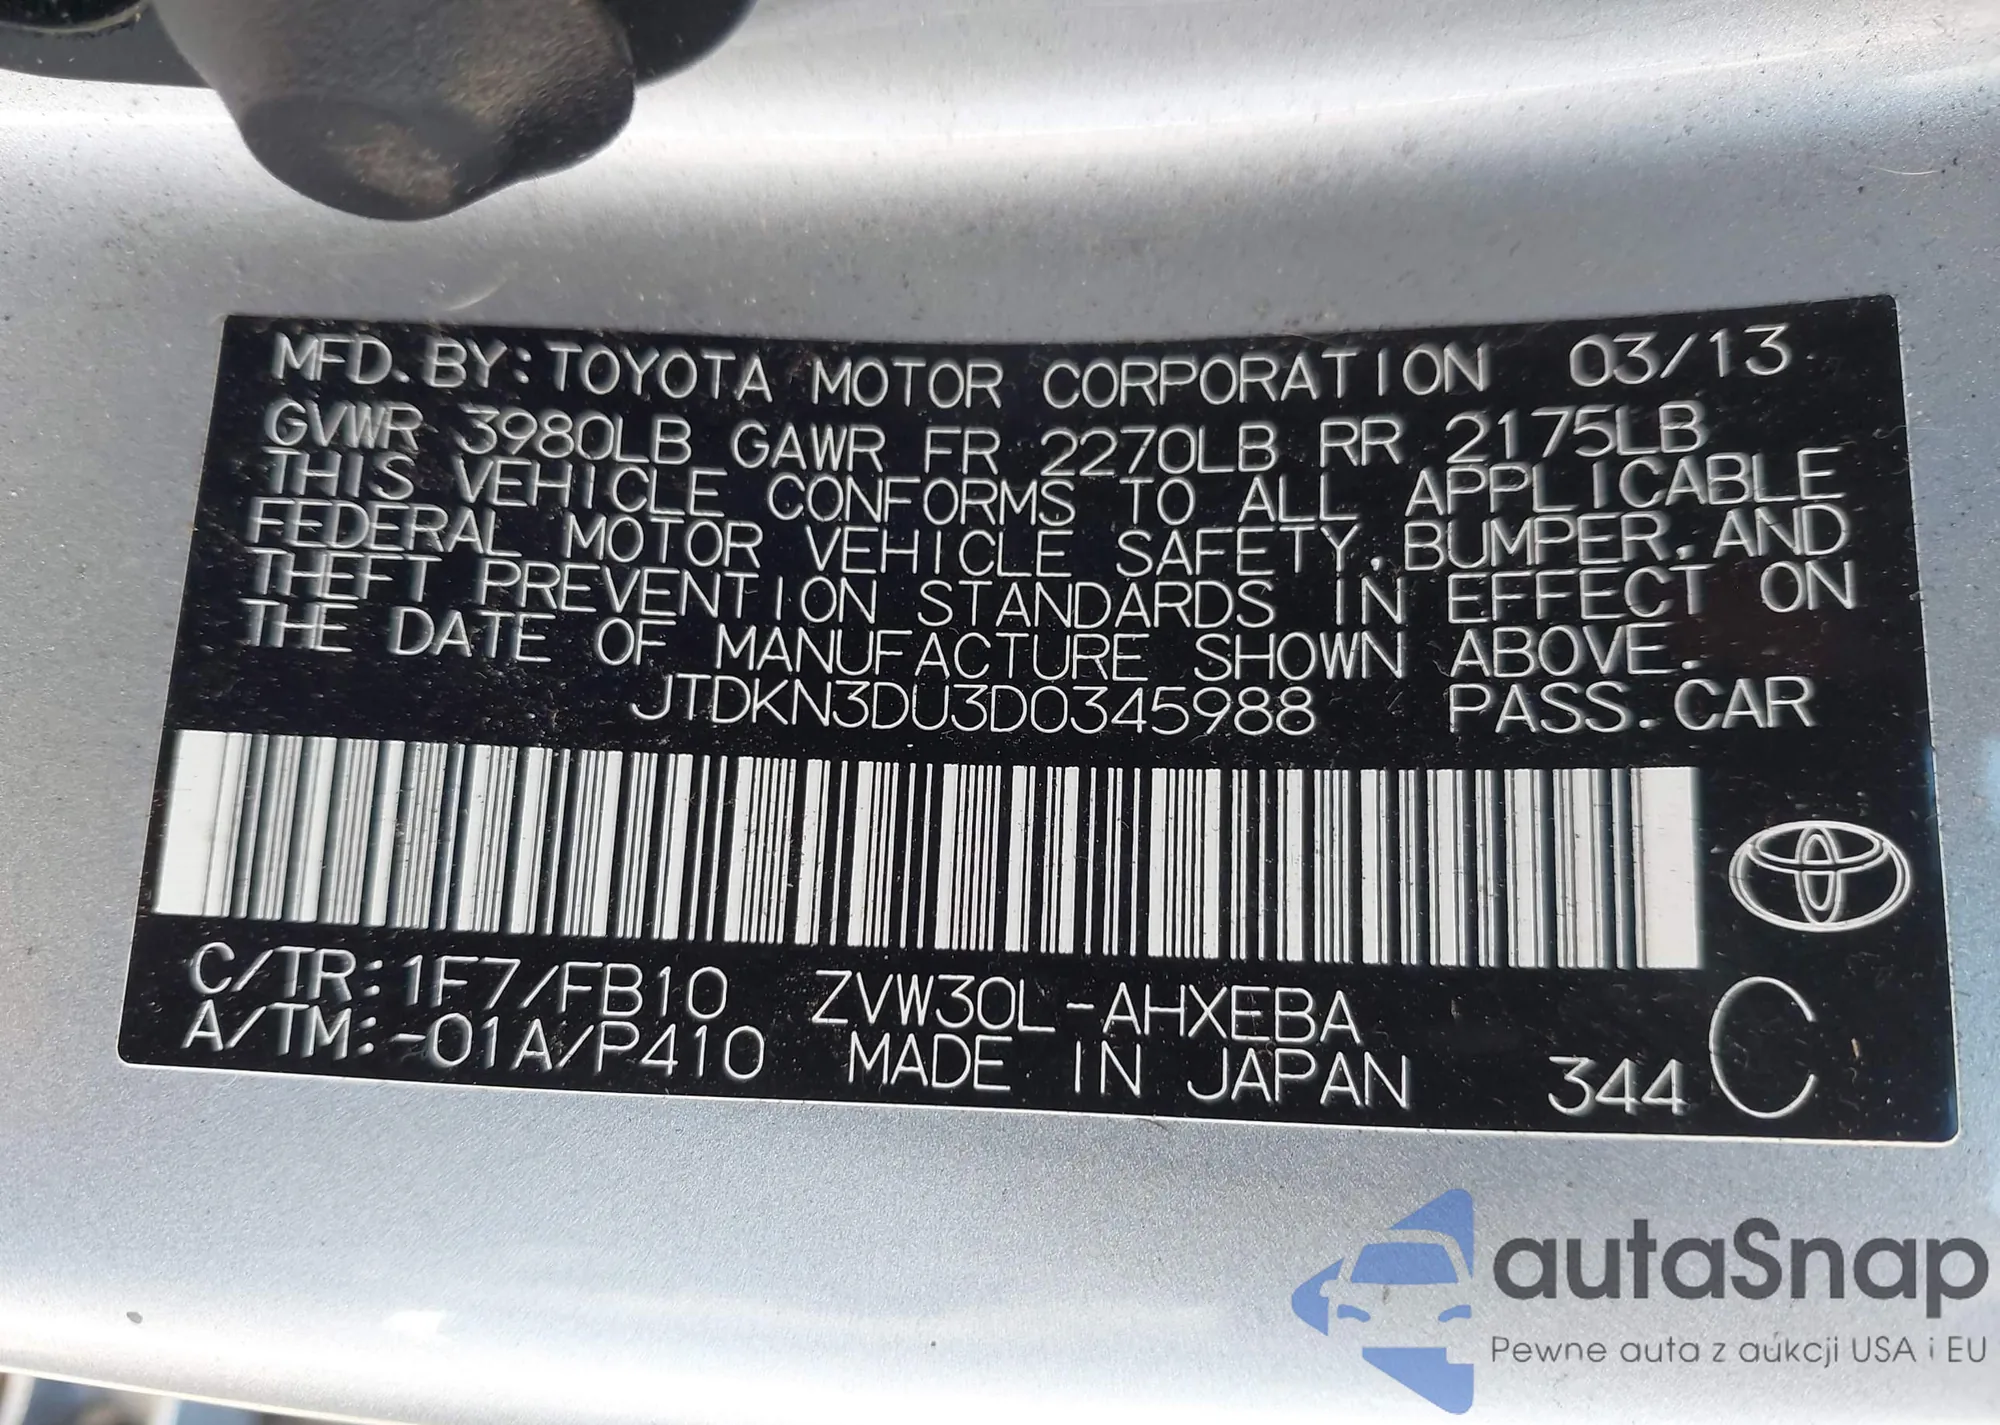 MFD. BY: TOYOTA MOTOR CORPORATION 03/13
GVWR 3980LB GAWR FR 2270LB RR 2175LB
THIS VEHICLE CONFORMS TO ALL APPLICABLE
FEDERAL MOTOR VEHICLE SAFETY, BUMPER, AND
THEFT PREVENTION STANDARDS IN EFFECT ON
THE DATE OF MANUFACTURE SHOWN ABOVE.
JTDKN3DU3D0345988 PASS. CAR
C/TR: 1F7/FB10 ZVW30L-AHXEBA C
A/TM: -01A/P410 MADE IN JAPAN 344
autaSnap
Pewne auta z aukcji USA i EU